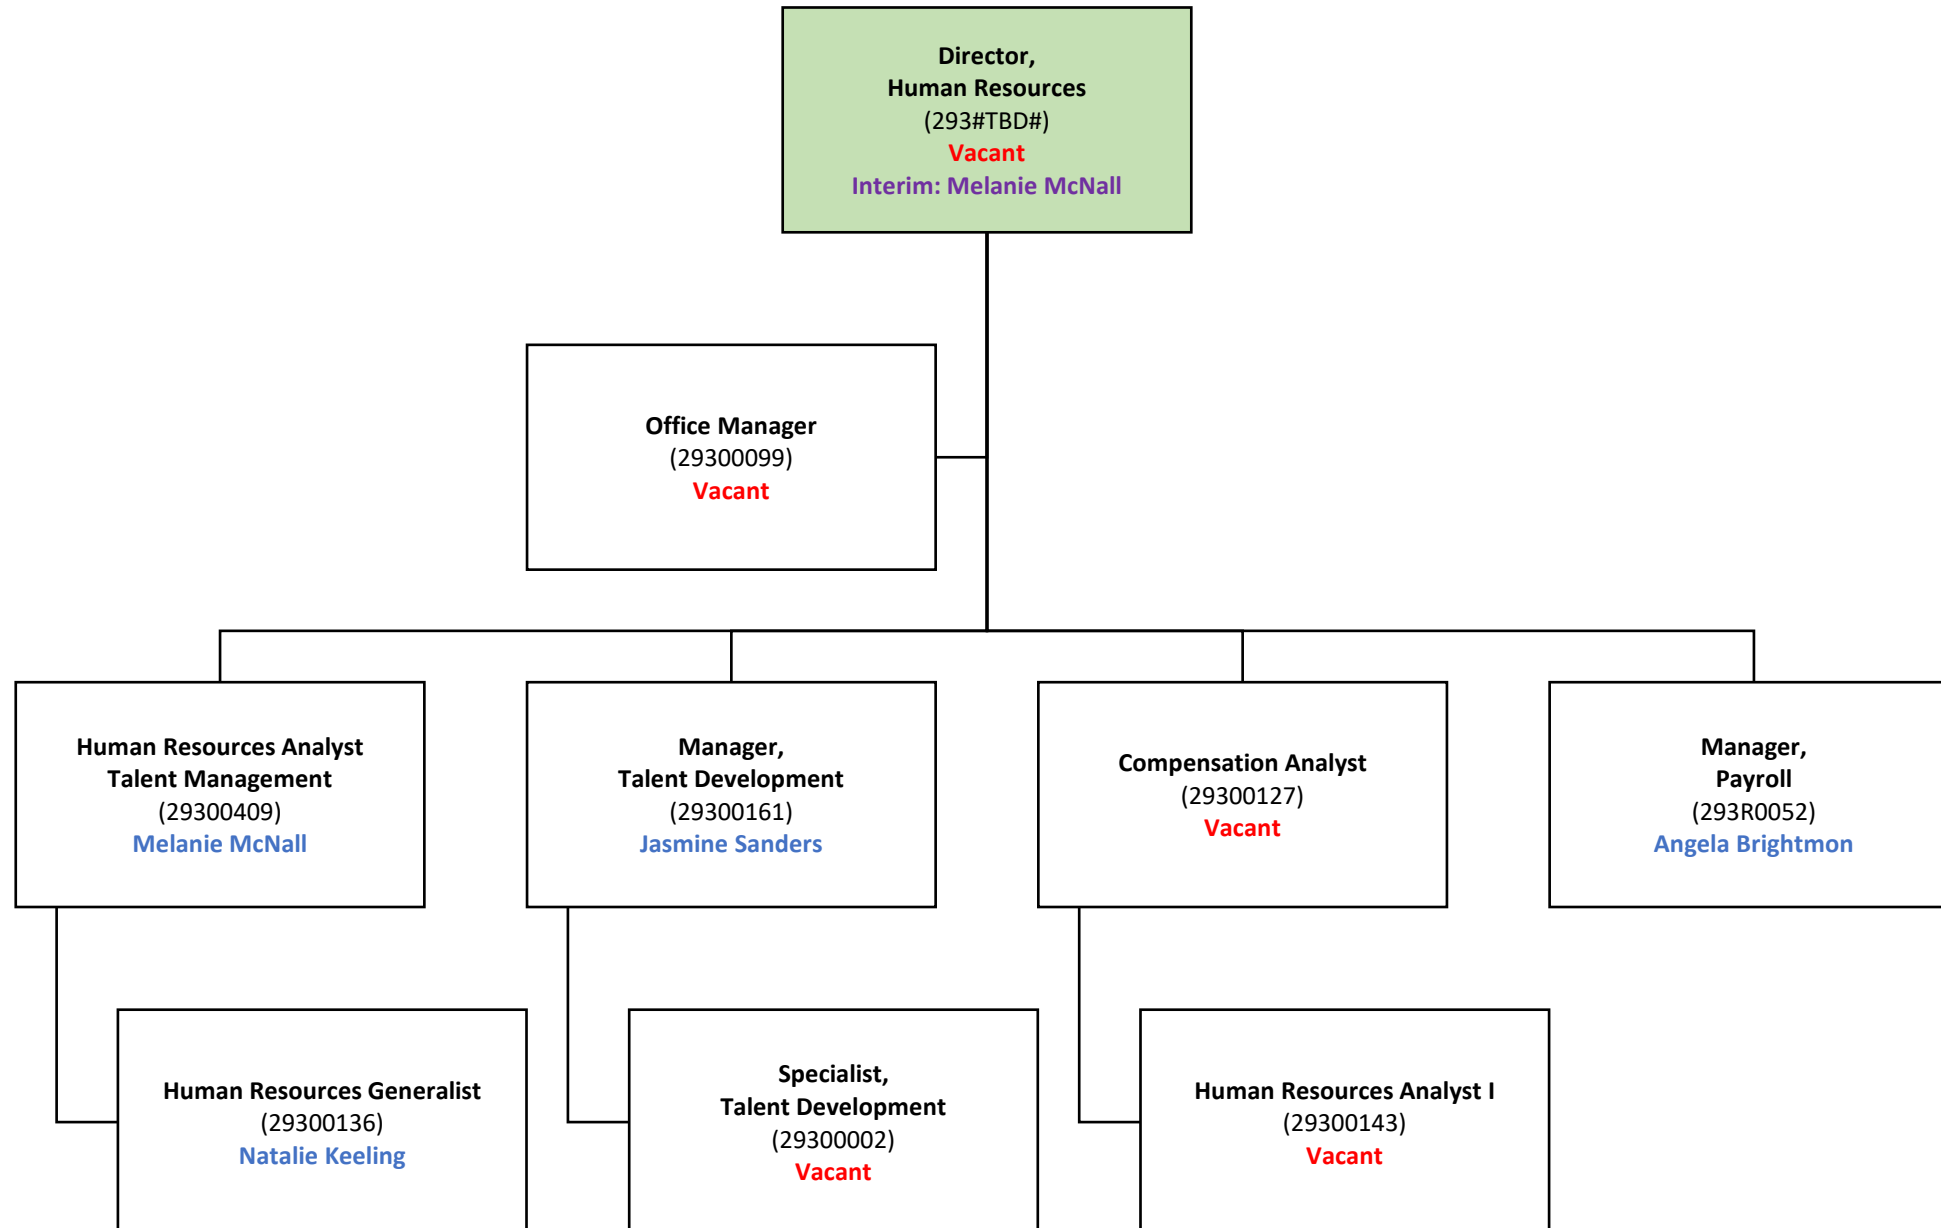 Director,
Human Resources
(293#TBD#)
Vacant
Interim: Melanie McNall
Office Manager
(29300099)
Vacant
Human Resources Analyst
Talent Management
(29300409)
Melanie McNall
Manager,
Talent Development
(29300161)
Jasmine Sanders
Compensation Analyst
(29300127)
Vacant
Manager,
Payroll
(293R0052)
Angela Brightmon
Human Resources Generalist
(29300136)
Natalie Keeling
Specialist,
Talent Development
(29300002)
Vacant
Human Resources Analyst I
(29300143)
Vacant